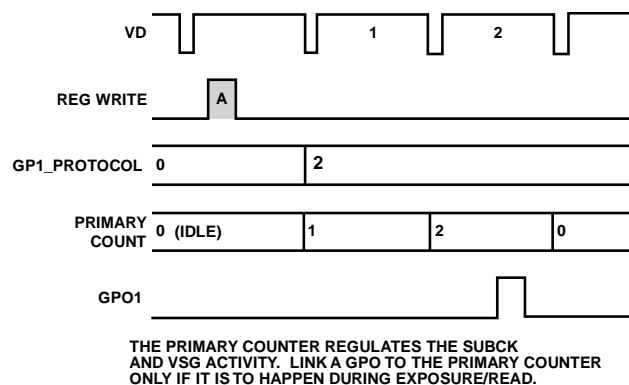 VD 1 2
REG WRITE A
GP1_PROTOCOL 0 2
PRIMARY
COUNT 0 (IDLE) 1 2 0
GPO1
THE PRIMARY COUNTER REGULATES THE SUBCK
AND VSG ACTIVITY. LINK A GPO TO THE PRIMARY COUNTER
ONLY IF IT IS TO HAPPEN DURING EXPOSURE/READ.